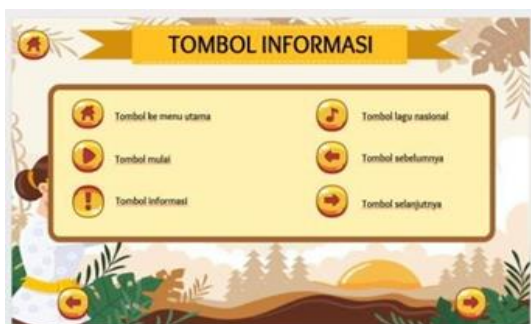 TOMBOL INFORMASI
Tombol ke menu utama
Tombol mulai
Tombol informasi
Tombol lagu nasional
Tombol sebelumnya
Tombol selanjutnya